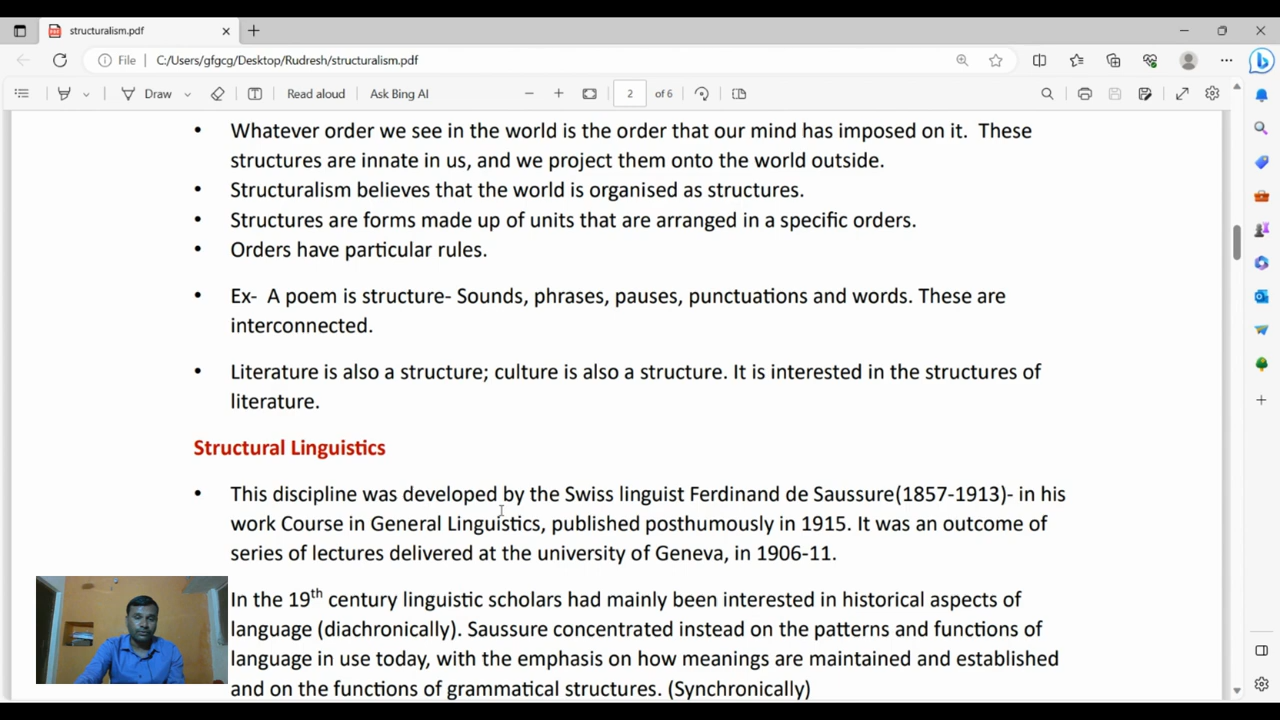 structuralism.pdf
File
C:/Users/gfgcg/Desktop/Rudresh/structuralism.pdf
Draw
Read aloud
Ask Bing AI
2 of 6
• Whatever order we see in the world is the order that our mind has imposed on it. These
structures are innate in us, and we project them onto the world outside.
• Structuralism believes that the world is organised as structures.
• Structures are forms made up of units that are arranged in a specific orders.
• Orders have particular rules.
• Ex- A poem is structure- Sounds, phrases, pauses, punctuations and words. These are
interconnected.
• Literature is also a structure; culture is also a structure. It is interested in the structures of
literature.
Structural Linguistics
• This discipline was developed by the Swiss linguist Ferdinand de Saussure(1857-1913)- in his
work Course in General Linguistics, published posthumously in 1915. It was an outcome of
series of lectures delivered at the university of Geneva, in 1906-11.
In the 19th century linguistic scholars had mainly been interested in historical aspects of
language (diachronically). Saussure concentrated instead on the patterns and functions of
language in use today, with the emphasis on how meanings are maintained and established
and on the functions of grammatical structures. (Synchronically)